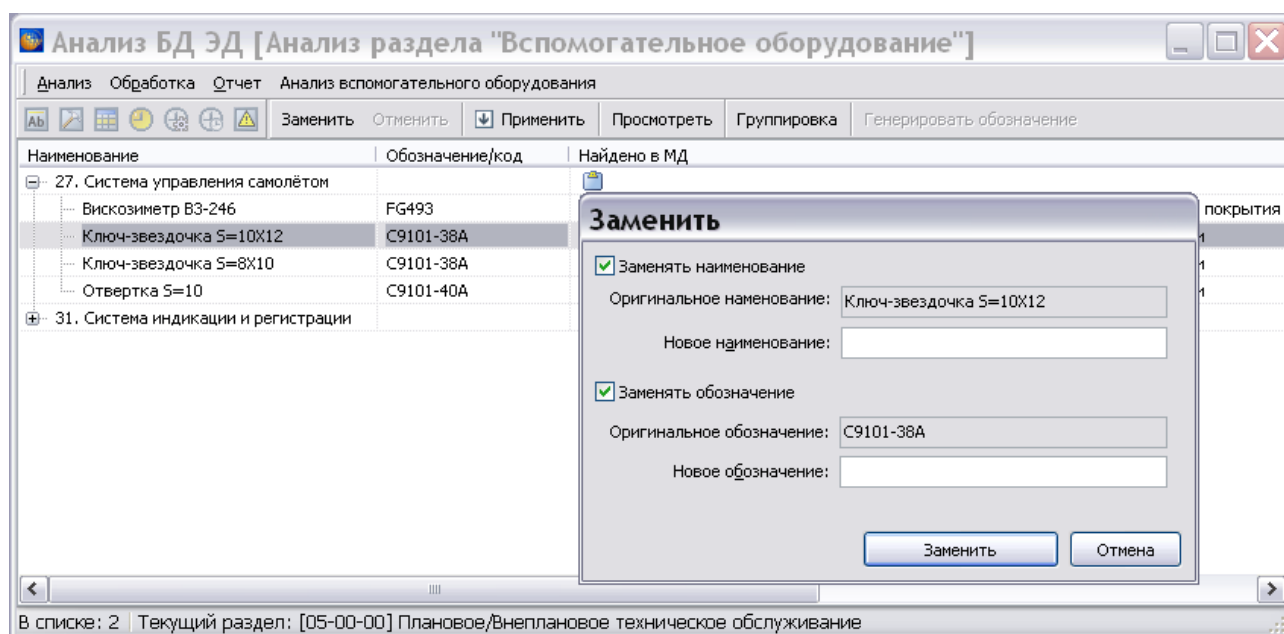 Анализ БД ЭД [Анализ раздела "Вспомогательное оборудование"]
Анализ Обработка Отчет Анализ вспомогательного оборудования
Ab Заменить Отменить Применить Просмотреть Группировка Генерировать обозначение
Наименование Обозначение/код Найдено в МД
27. Система управления самолётом
Вискозиметр ВЗ-246 FG493 покрытия
Ключ-звездочка S=10X12 C9101-38A и
Ключ-звездочка S=8X10 C9101-38A и
Отвертка S=10 C9101-40A и
31. Система индикации и регистрации
Заменить
Заменять наименование
Оригинальное наменование: Ключ-звездочка S=10X12
Новое наименование:
Заменять обозначение
Оригинальное обозначение: C9101-38A
Новое обозначение:
Заменить Отмена
В списке: 2 Текущий раздел: [05-00-00] Плановое/Внеплановое техническое обслуживание